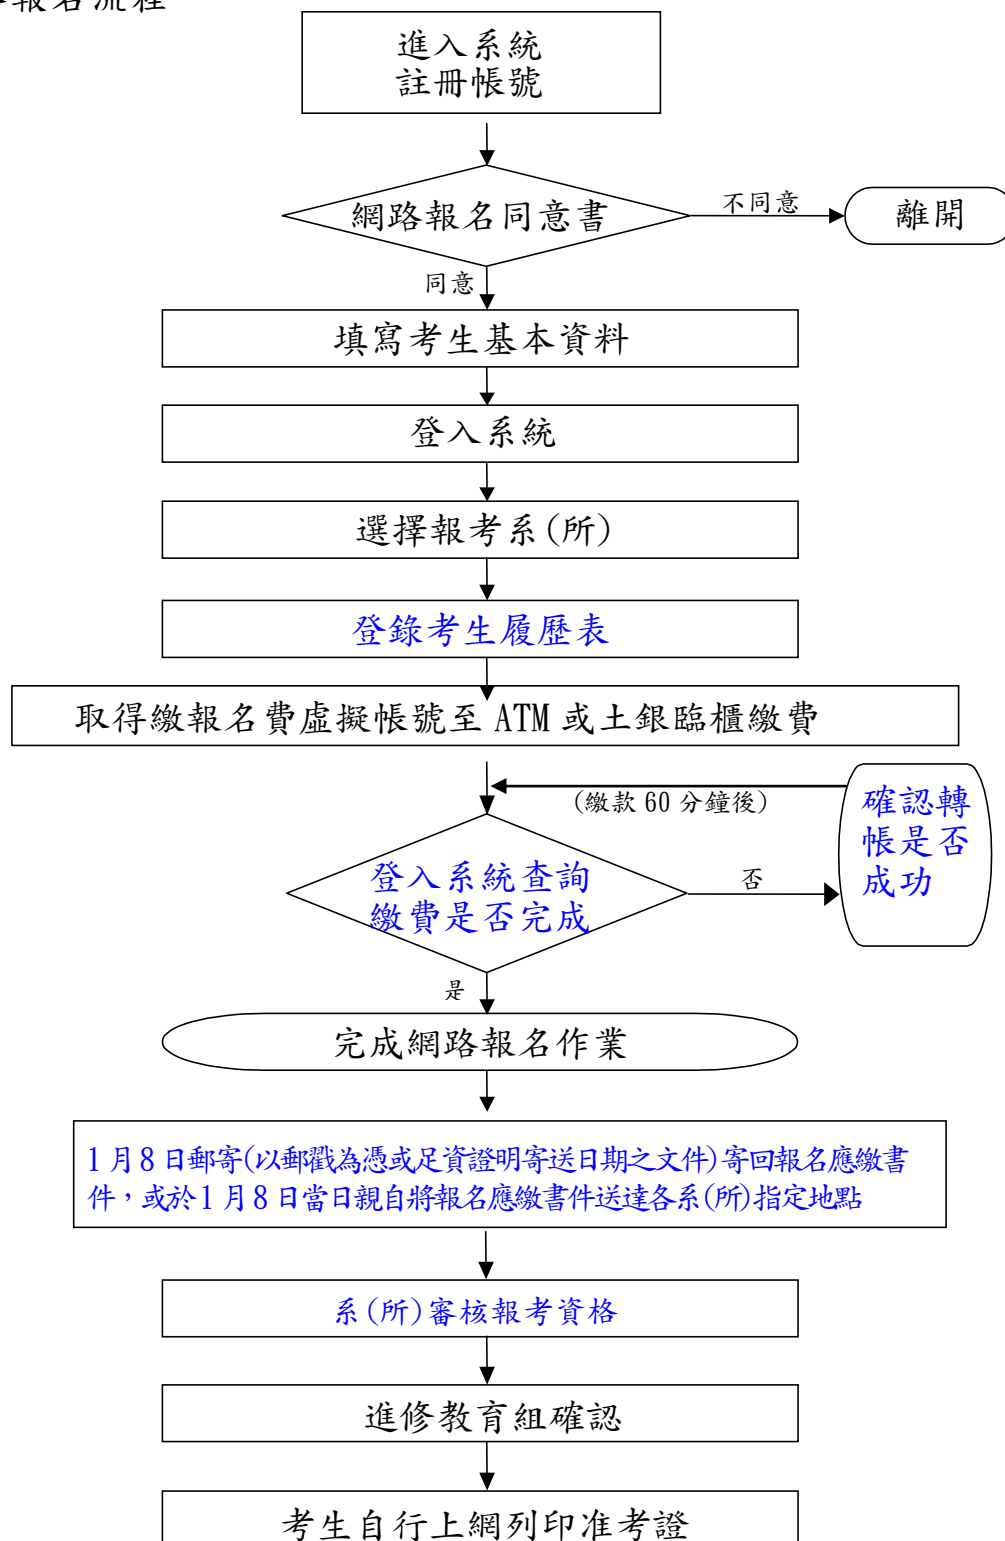 報名流程
進入系統
註冊帳號
網路報名同意書
不同意
離開
同意
填寫考生基本資料
登入系統
選擇報考系(所)
登錄考生履歷表
取得繳報名費虛擬帳號至 ATM 或土銀臨櫃繳費
(繳款 60 分鐘後)
確認轉
帳是否
成功
登入系統查詢
繳費是否完成
否
是
完成網路報名作業
1 月 8 日郵寄(以郵戳為憑或足資證明寄送日期之文件)寄回報名應繳書
件，或於 1 月 8 日當日親自將報名應繳書件送達各系(所)指定地點
系(所)審核報考資格
進修教育組確認
考生自行上網列印准考證